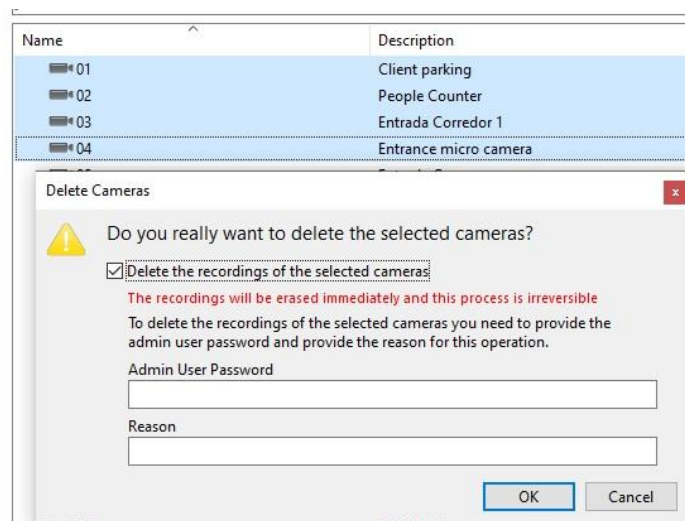 Name Description
01 Client parking
02 People Counter
03 Entrada Corredor 1
04 Entrance micro camera
Delete Cameras
Do you really want to delete the selected cameras?
Delete the recordings of the selected cameras
The recordings will be erased immediately and this process is irreversible
To delete the recordings of the selected cameras you need to provide the
admin user password and provide the reason for this operation.
Admin User Password
Reason
OK Cancel